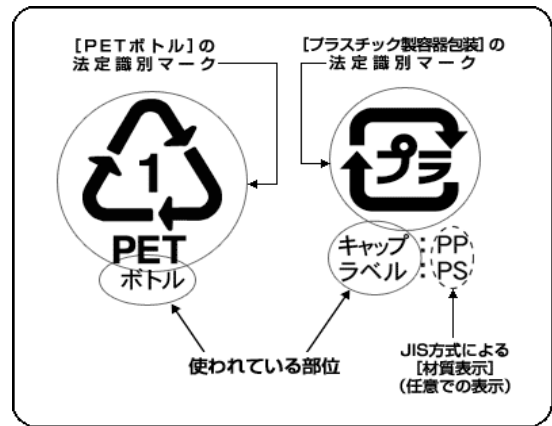 [PETボトル]の
法定識別マーク
[プラスチック製容器包装]の
法定識別マーク
1
PET
ボトル
プラ
キャップ:PP
ラベル:PS
使われている部位
JIS方式による
[材質表示]
(任意での表示)